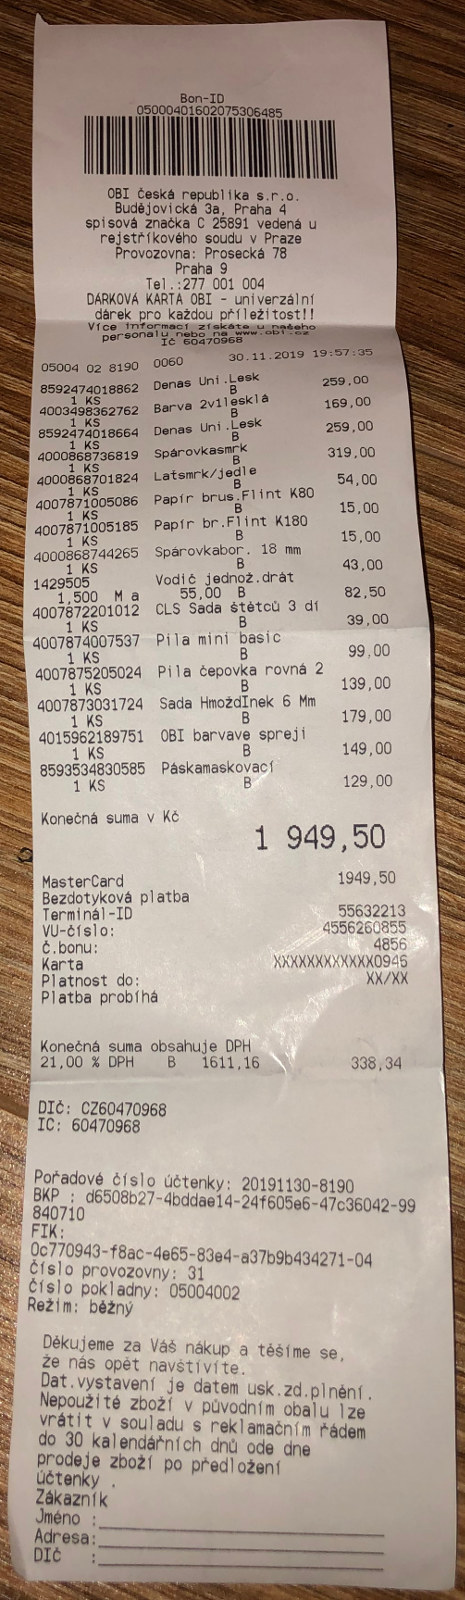 Bon-ID
05000401602075306485
OBI česká republika s.r.o.
Budějovická 3a, Praha 4
spisová značka C 25891 vedená u
rejstříkového soudu v Praze
Provozovna: Prosecká 78
Praha 9
Tel.:277 001 004
DARKOVÁ KARTA OBI - univerzální
dárek pro každou příležitost!!
Více informací získáte u našeho
personálu nebo na www.obi.cz
Ič 60470968
05004 02 8190 0060 30.11.2019 19:57:35
8592474018862 Denas Uni.Lesk 259,00
1 KS B
4003498362762 Barva 2v1lesklá 169,00
1 KS B
8592474018664 Denas Uni.Lesk 259,00
1 KS B
4000868736819 Spárovkasmrk 319,00
1 KS B
4000868701824 Latsmrk/jedle 54,00
1 KS B
4007871005086 Papír brus.Flint K80 15,00
1 KS B
4007871005185 Papír br.Flint K180 15,00
1 KS B
4000868744265 Spárovkabor. 18 mm 43,00
1 KS B
1429505 Vodič jednož.drát
1,500 M a 55,00 B 82,50
4007872201012 CLS Sada štětců 3 dí 39,00
1 KS B
4007874007537 Pila mini basic 99,00
1 KS B
4007875205024 Pila čepovka rovná 2 139,00
1 KS B
4007873031724 Sada HmoždInek 6 Mm 179,00
1 KS B
4015962189751 OBI barvave spreji 149,00
1 KS B
8593534830585 Páskamaskovací 129,00
1 KS B
Konečná suma v Kč
1 949,50
MasterCard 1949,50
Bezdotyková platba
Terminál-ID 55632213
VU-číslo: 4556260855
č.bonu: 4856
Karta XXXXXXXXXXXX0946
Platnost do: XX/XX
Platba probíhá
Konečná suma obsahuje DPH
21,00 % DPH B 1611,16 338,34
DIč: CZ60470968
IC: 60470968
Pořadové číslo účtenky: 20191130-8190
BKP : d6508b27-4bddae14-24f605e6-47c36042-99
840710
FIK:
0c770943-f8ac-4e65-83e4-a37b9b434271-04
číslo provozovny: 31
číslo pokladny: 05004002
Režim: běžný
Děkujeme za Váš nákup a těšíme se,
že nás opět navštívíte.
Dat.vystavení je datem usk.zd.plnění.
Nepoužité zboží v původním obalu lze
vrátit v souladu s reklamačním řádem
do 30 kalendářních dnů ode dne
prodeje zboží po předložení
účtenky .
Zákazník
Jméno :
Adresa:
DIč :